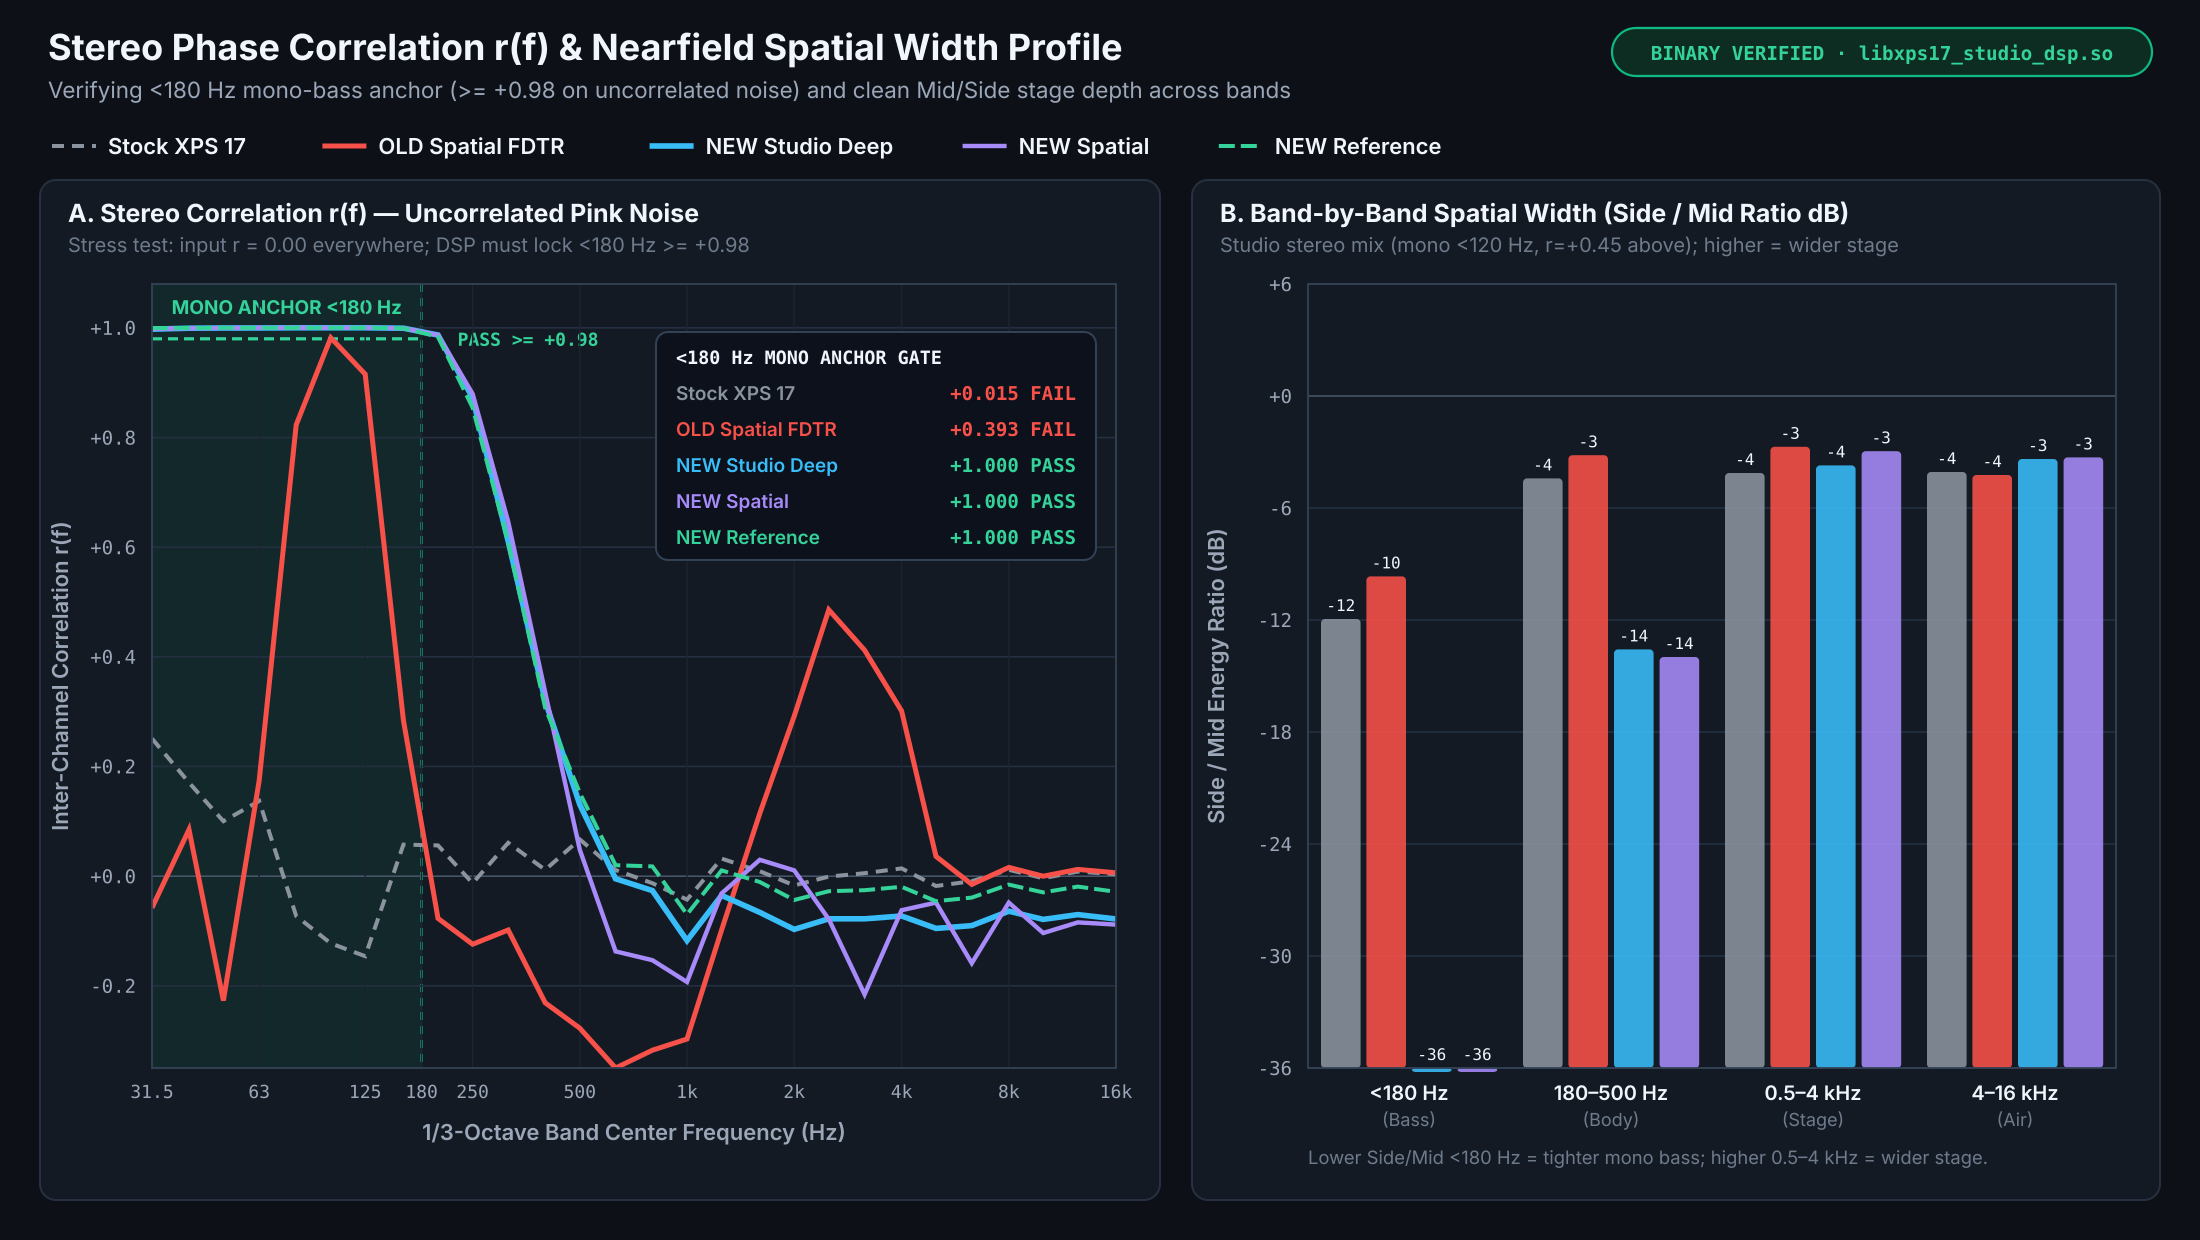 Stereo Phase Correlation r(f) & Nearfield Spatial Width Profile
BINARY VERIFIED · libxps17_studio_dsp.so
Verifying <180 Hz mono-bass anchor (>= +0.98 on uncorrelated noise) and clean Mid/Side stage depth across bands
Stock XPS 17
OLD Spatial FDTR
NEW Studio Deep
NEW Spatial
NEW Reference
A. Stereo Correlation r(f) — Uncorrelated Pink Noise
Stress test: input r = 0.00 everywhere; DSP must lock <180 Hz >= +0.98
MONO ANCHOR <180 Hz
PASS >= +0.98
<180 Hz MONO ANCHOR GATE
Stock XPS 17 +0.015 FAIL
OLD Spatial FDTR +0.393 FAIL
NEW Studio Deep +1.000 PASS
NEW Spatial +1.000 PASS
NEW Reference +1.000 PASS
Inter-Channel Correlation r(f)
+1.0
+0.8
+0.6
+0.4
+0.2
+0.0
-0.2
31.5 63 125 180 250 500 1k 2k 4k 8k 16k
1/3-Octave Band Center Frequency (Hz)
B. Band-by-Band Spatial Width (Side / Mid Ratio dB)
Studio stereo mix (mono <120 Hz, r=+0.45 above); higher = wider stage
Side / Mid Energy Ratio (dB)
+6
+0
-6
-12
-18
-24
-30
-36
-12 -10 -36 -36
-4 -3 -14 -14
-4 -3 -4 -3
-4 -4 -3 -3
<180 Hz 180–500 Hz 0.5–4 kHz 4–16 kHz
(Bass) (Body) (Stage) (Air)
Lower Side/Mid <180 Hz = tighter mono bass; higher 0.5–4 kHz = wider stage.